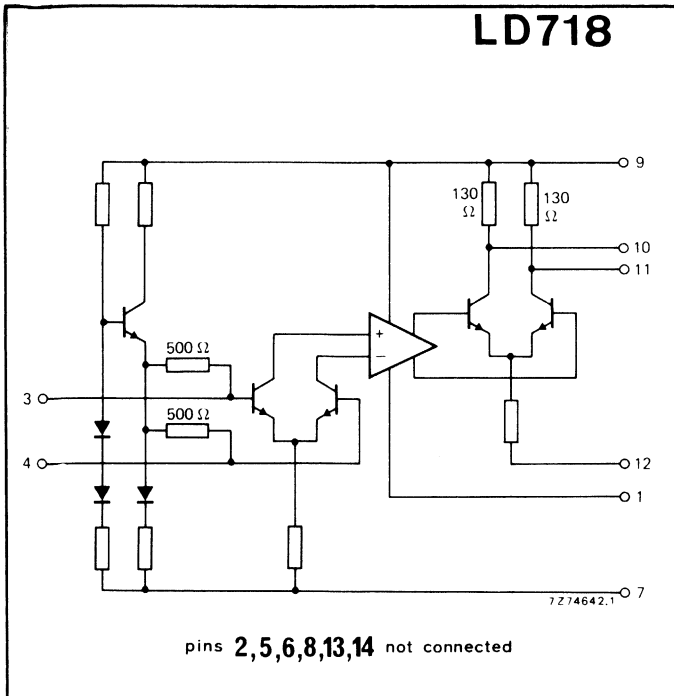 LD718
9
130 Ω
130 Ω
10
11
500 Ω
3
+
−
500 Ω
4
12
1
7
7Z74642.1
pins 2,5,6,8,13,14 not connected